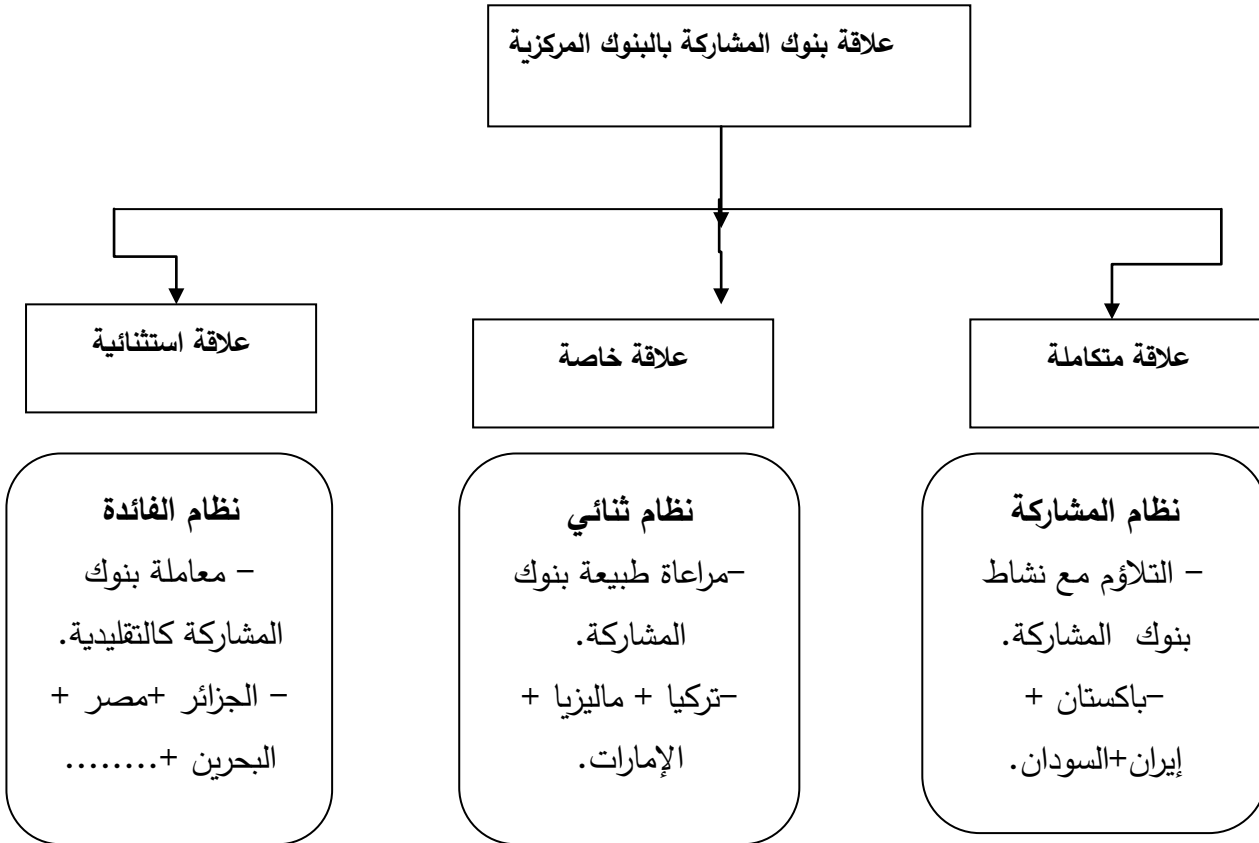 علاقة بنوك المشاركة بالبنوك المركزية
علاقة متكاملة
علاقة خاصة
علاقة استثنائية
نظام المشاركة
- التلاؤم مع نشاط
بنوك المشاركة.
-باكستان +
إيران+السودان.
نظام ثنائي
-مراعاة طبيعة بنوك
المشاركة.
-تركيا + ماليزيا +
الإمارات.
نظام الفائدة
- معاملة بنوك
المشاركة كالتقليدية.
- الجزائر +مصر +
البحرين +........